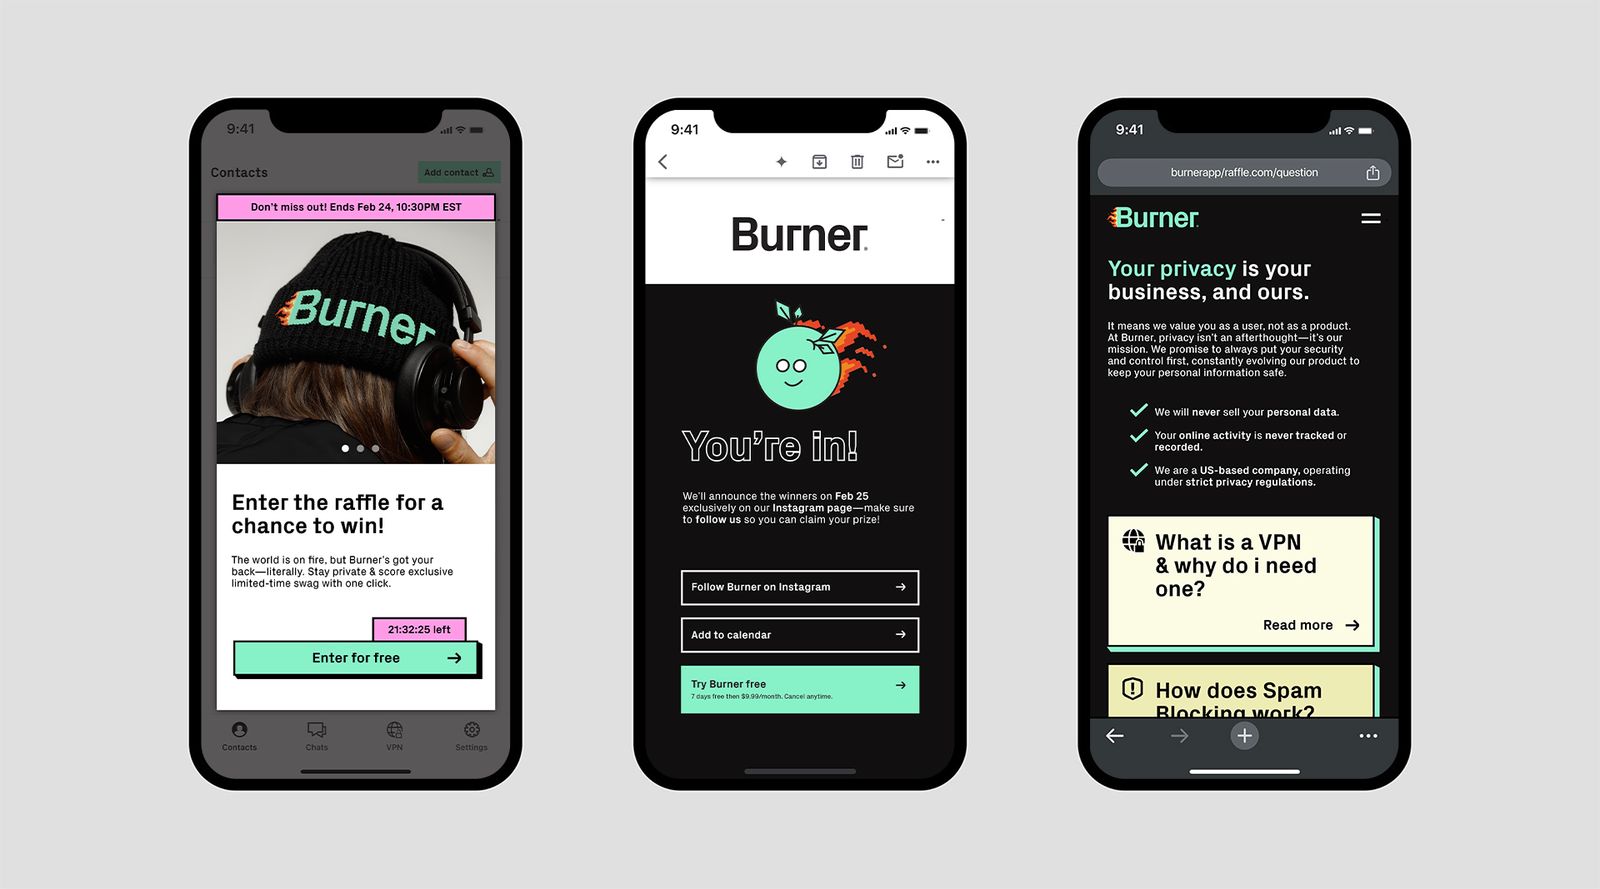 9:41
Contacts
Add contact
Don't miss out! Ends Feb 24, 10:30PM EST
Burner
Enter the raffle for a
chance to win!
The world is on fire, but Burner's got your
back—literally. Stay private & score exclusive
limited-time swag with one click.
21:32:25 left
Enter for free
Contacts
Chats
VPN
Settings
9:41
Burner
You're in!
We'll announce the winners on Feb 25
exclusively on our Instagram page—make sure
to follow us so you can claim your prize!
Follow Burner on Instagram
Add to calendar
Try Burner free
7 days free then $9.99/month. Cancel anytime.
9:41
burnerapp/raffle.com/question
Burner
Your privacy is your
business, and ours.
It means we value you as a user, not as a product.
At Burner, privacy isn't an afterthought—it's our
mission. We promise to always put your security
and control first, constantly evolving our product to
keep your personal information safe.
We will never sell your personal data.
Your online activity is never tracked or
recorded.
We are a US-based company, operating
under strict privacy regulations.
What is a VPN
& why do i need
one?
Read more
How does Spam
Blocking work?